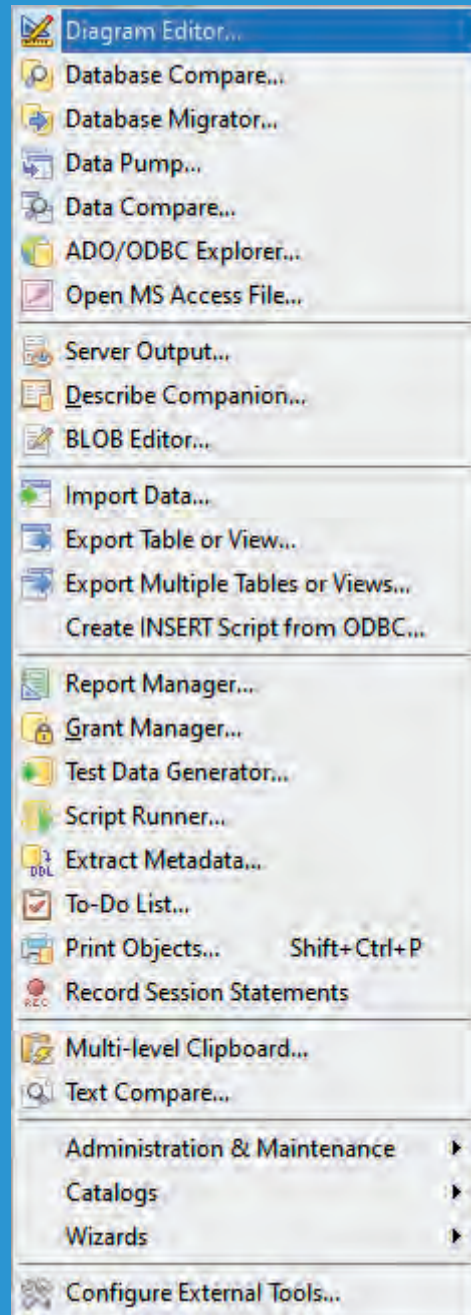 Diagram Editor...
Database Compare...
Database Migrator...
Data Pump...
Data Compare...
ADO/ODBC Explorer...
Open MS Access File...
Server Output...
Describe Companion...
BLOB Editor...
Import Data...
Export Table or View...
Export Multiple Tables or Views...
Create INSERT Script from ODBC...
Report Manager...
Grant Manager...
Test Data Generator...
Script Runner...
DDL Extract Metadata...
To-Do List...
Print Objects... Shift+Ctrl+P
REC Record Session Statements
Multi-level Clipboard...
Text Compare...
Administration & Maintenance
Catalogs
Wizards
Configure External Tools...